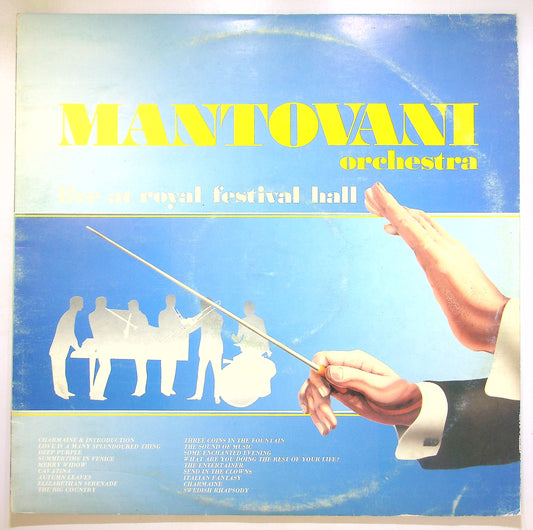 MANTOVANI
orchestra
live at royal festival hall
CHARMAINE & INTRODUCTION
LOVE IS A MANY SPLENDOURED THING
DEEP PURPLE
SUMMERTIME IN VENICE
MERRY WIDOW
CAVATINA
AUTUMN LEAVES
ELIZABETHAN SERENADE
THE BIG COUNTRY
THREE COINS IN THE FOUNTAIN
THE SOUND OF MUSIC
SOME ENCHANTED EVENING
WHAT ARE YOU DOING THE REST OF YOUR LIFE?
THE ENTERTAINER
SEND IN THE CLOWNS
ITALIAN FANTASY
CHARMAINE
SWEDISH RHAPSODY